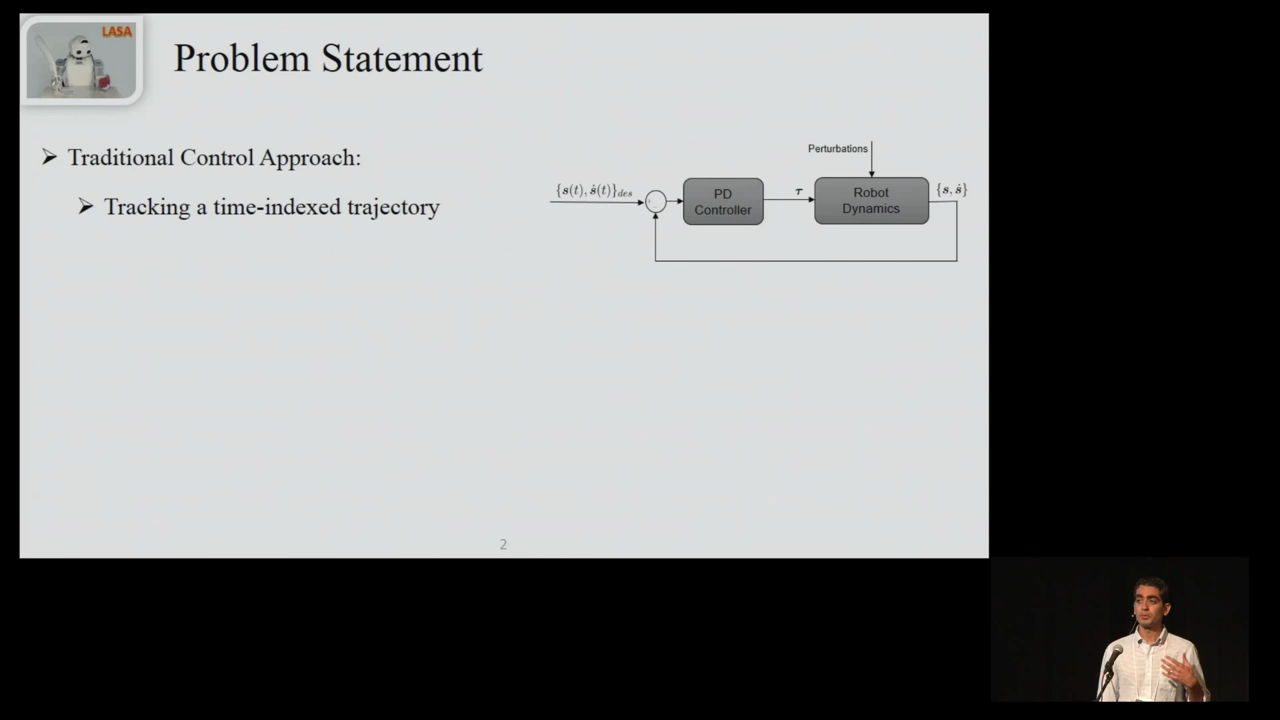 LASA
Problem Statement
➢ Traditional Control Approach:
➢ Tracking a time-indexed trajectory
Perturbations
{s(t), ṡ(t)}des
PD
Controller
τ
Robot
Dynamics
{s, ṡ}
2